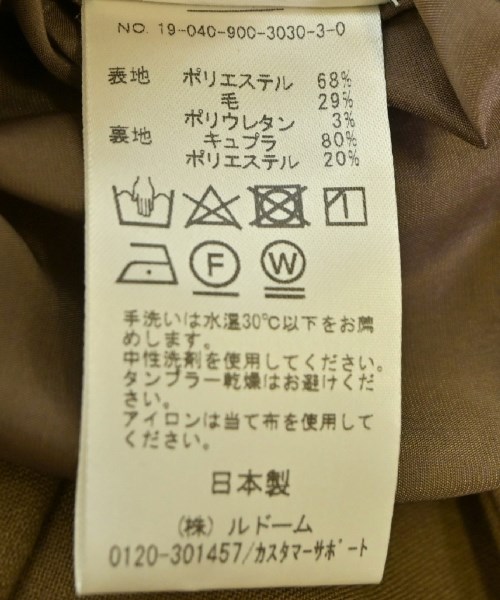 NO. 19-040-900-3030-3-0
表地 ポリエステル 68%
毛 29%
ポリウレタン 3%
裏地 キュプラ 80%
ポリエステル 20%
F W
手洗いは水温30℃以下をお薦
めします。
中性洗剤を使用してください。
タンブラー乾燥はお避けくだ
さい。
アイロンは当て布を使用して
ください。
日本製
(株) ルドーム
0120-301457/カスタマーサポート